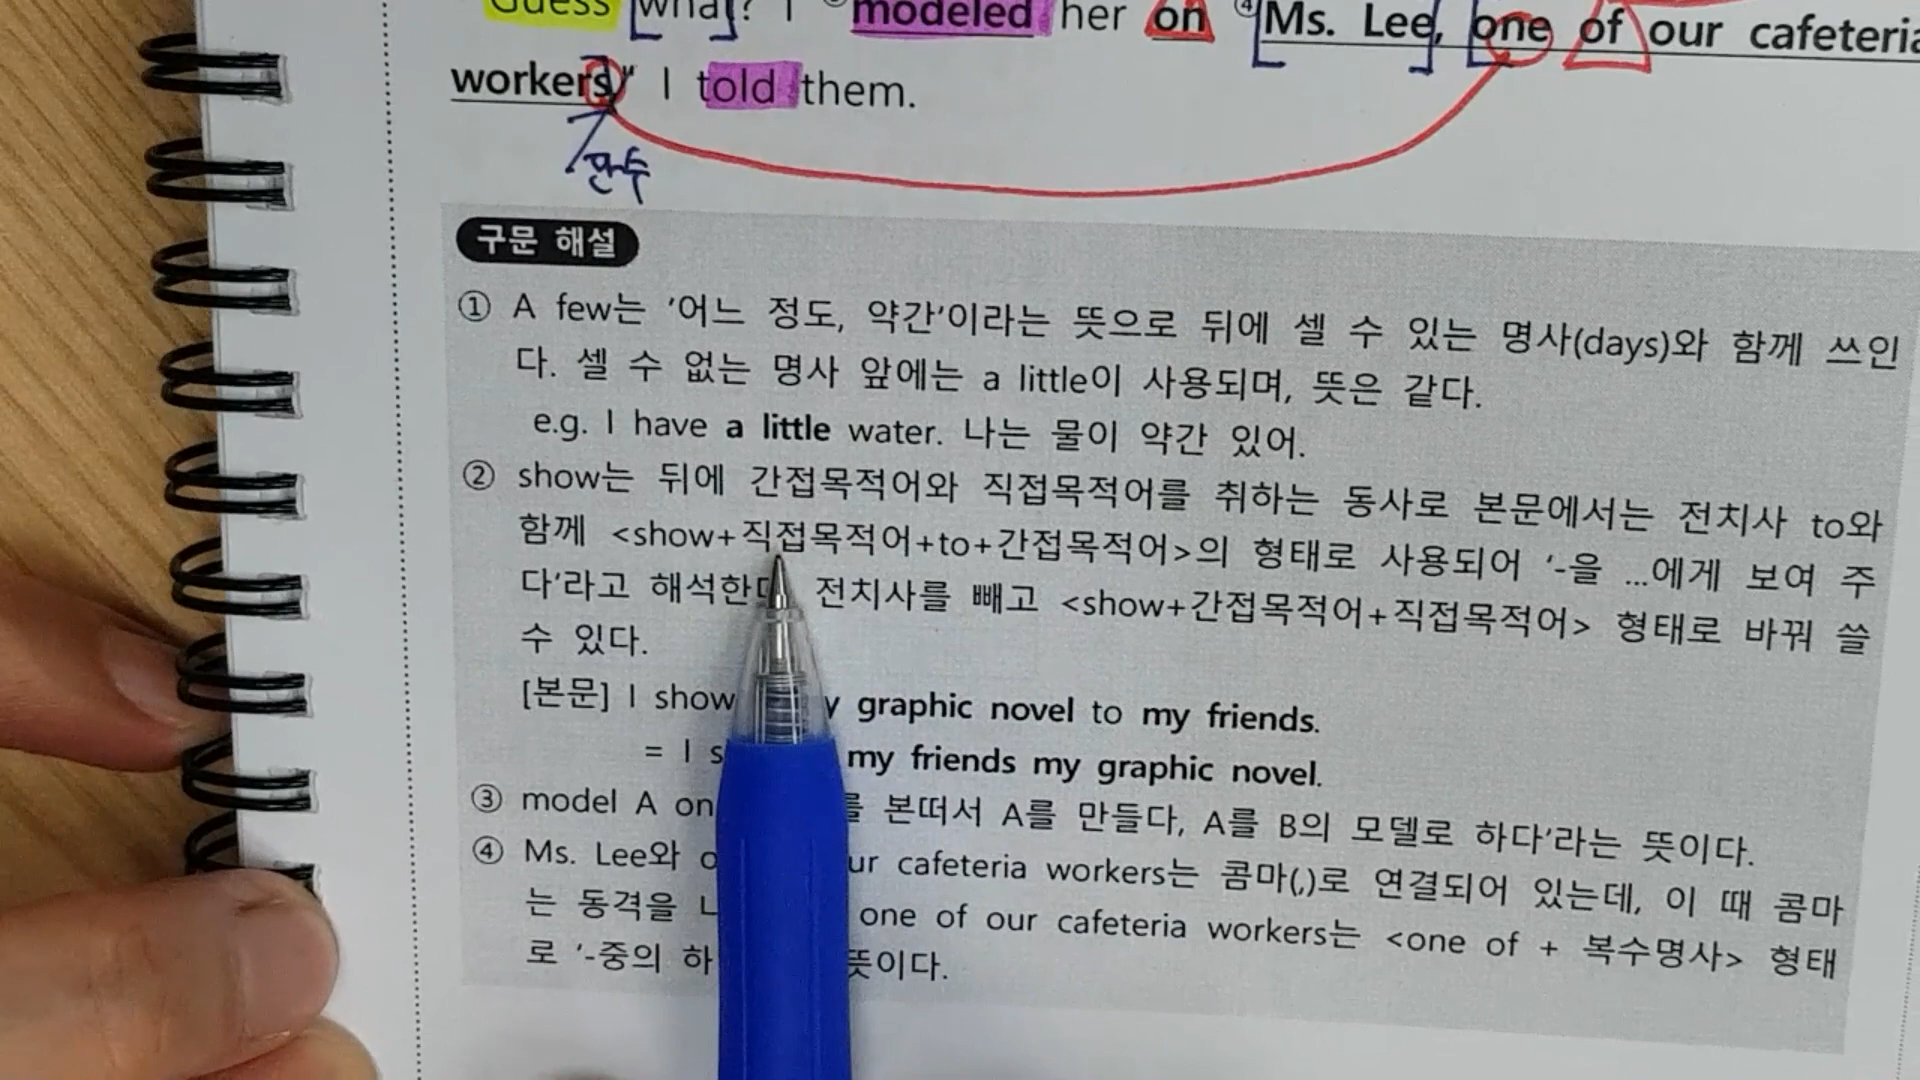 Guess wha ? I ③ modeled her on ④ Ms. Lee, one of our cafeteria
workers," I told them.
구문 해설
① A few는 '어느 정도, 약간'이라는 뜻으로 뒤에 셀 수 있는 명사(days)와 함께 쓰인
다. 셀 수 없는 명사 앞에는 a little이 사용되며, 뜻은 같다.
e.g. I have a little water. 나는 물이 약간 있어.
② show는 뒤에 간접목적어와 직접목적어를 취하는 동사로 본문에서는 전치사 to와
함께 <show+직접목적어+to+간접목적어>의 형태로 사용되어 '-을 ...에게 보여 주
다'라고 해석한다 전치사를 빼고 <show+간접목적어+직접목적어> 형태로 바꿔 쓸
수 있다.
[본문] I show y graphic novel to my friends.
= I s my friends my graphic novel.
③ model A on 를 본떠서 A를 만들다, A를 B의 모델로 하다'라는 뜻이다.
④ Ms. Lee와 o ur cafeteria workers는 콤마(,)로 연결되어 있는데, 이 때 콤마
는 동격을 나 one of our cafeteria workers는 <one of + 복수명사> 형태
로 '-중의 하 뜻이다.